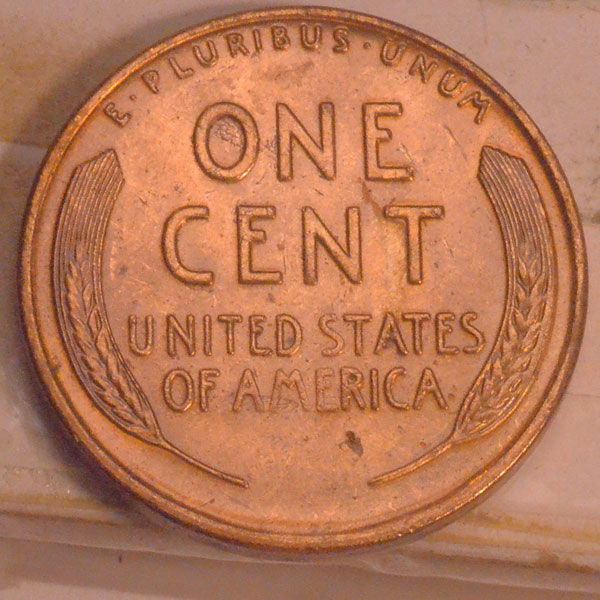 E · PLURIBUS · UNUM
ONE
CENT
UNITED STATES
OF AMERICA